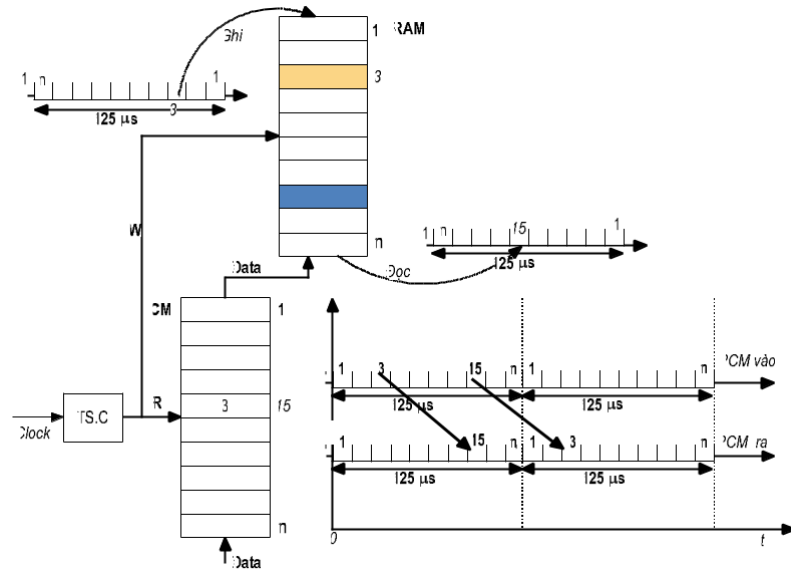 Ghi
1 RAM
1 n 1
3
3
125 µs
W
n
1 n 15 1
125 µs
Đọc
Data
CM 1
3 15
R
TS.C
Clock
n
Data
1 3 15 n 1 n PCM vào
125 µs 125 µs
1 15 n 1 3 n PCM ra
125 µs 125 µs
0 t